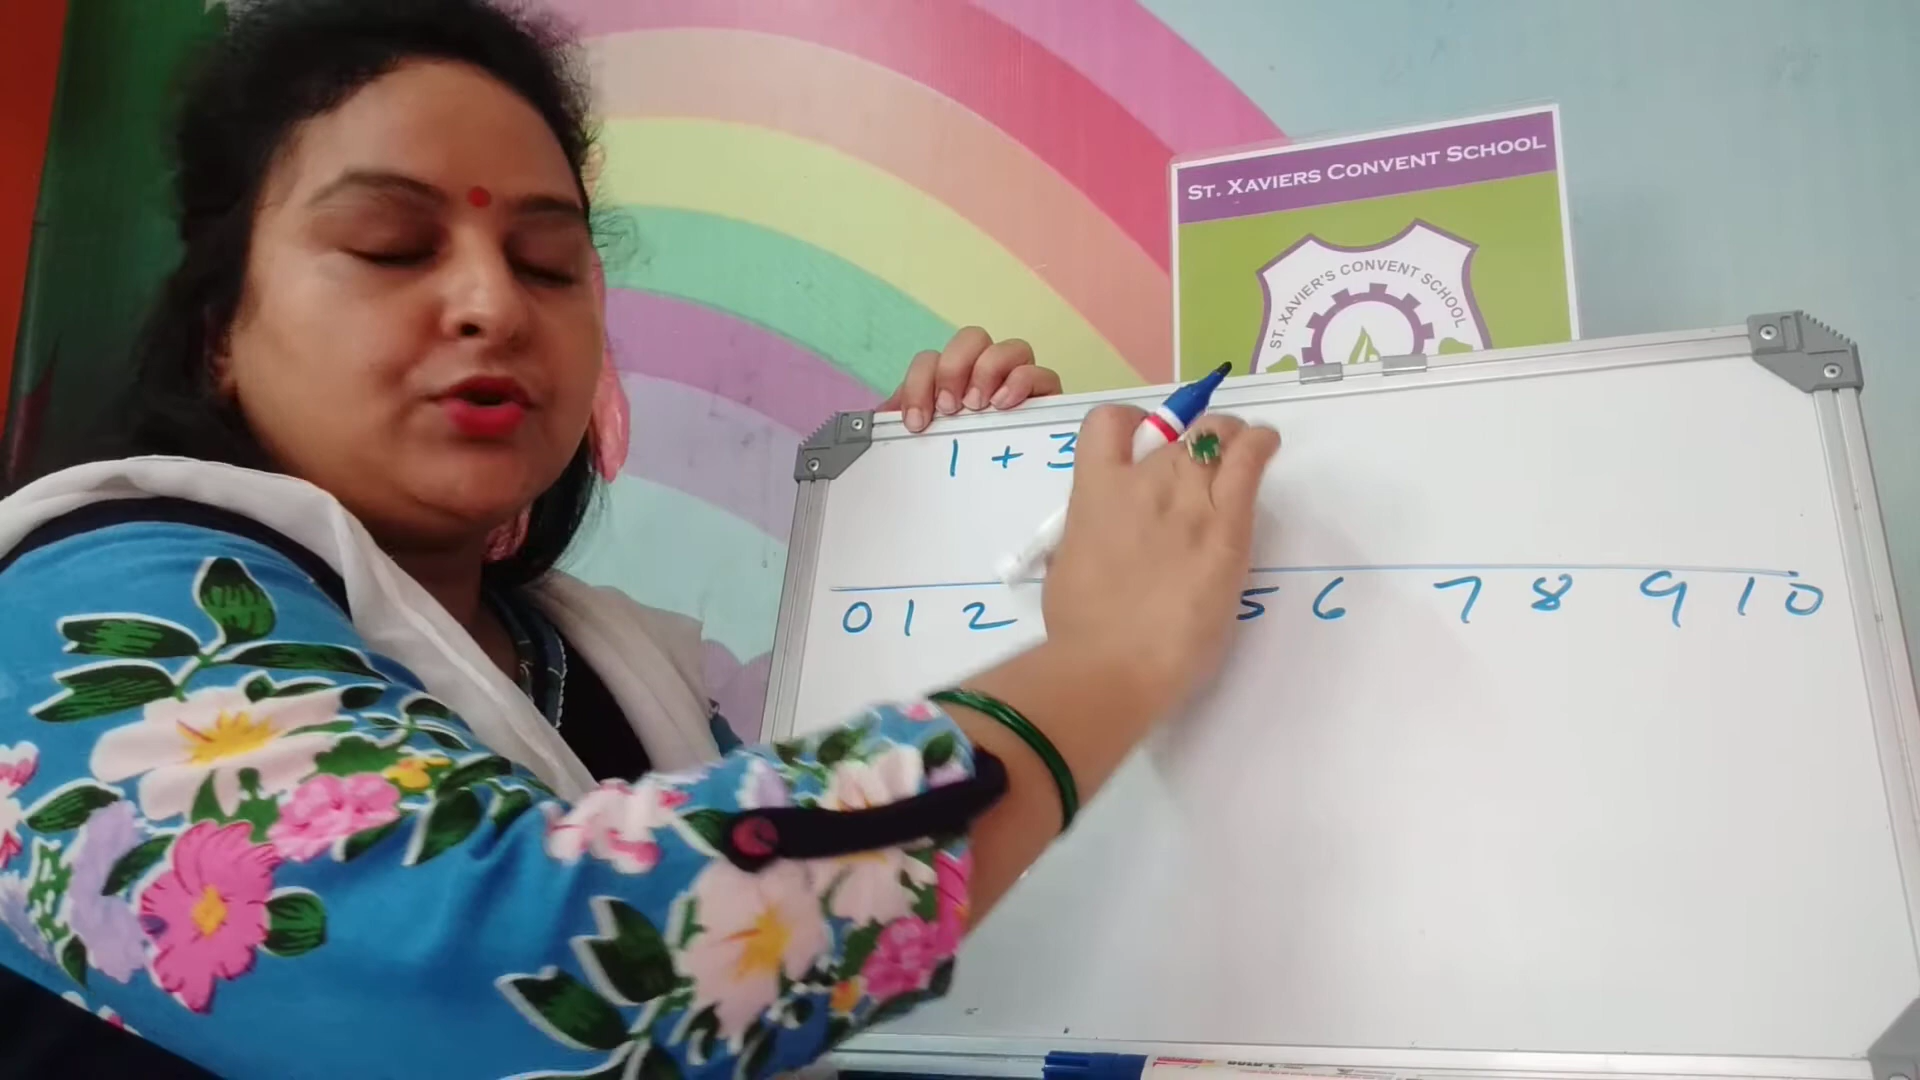 ST. XAVIERS CONVENT SCHOOL
ST. XAVIER'S CONVENT SCHOOL
1 + 3
0 1 2 5 6 7 8 9 10